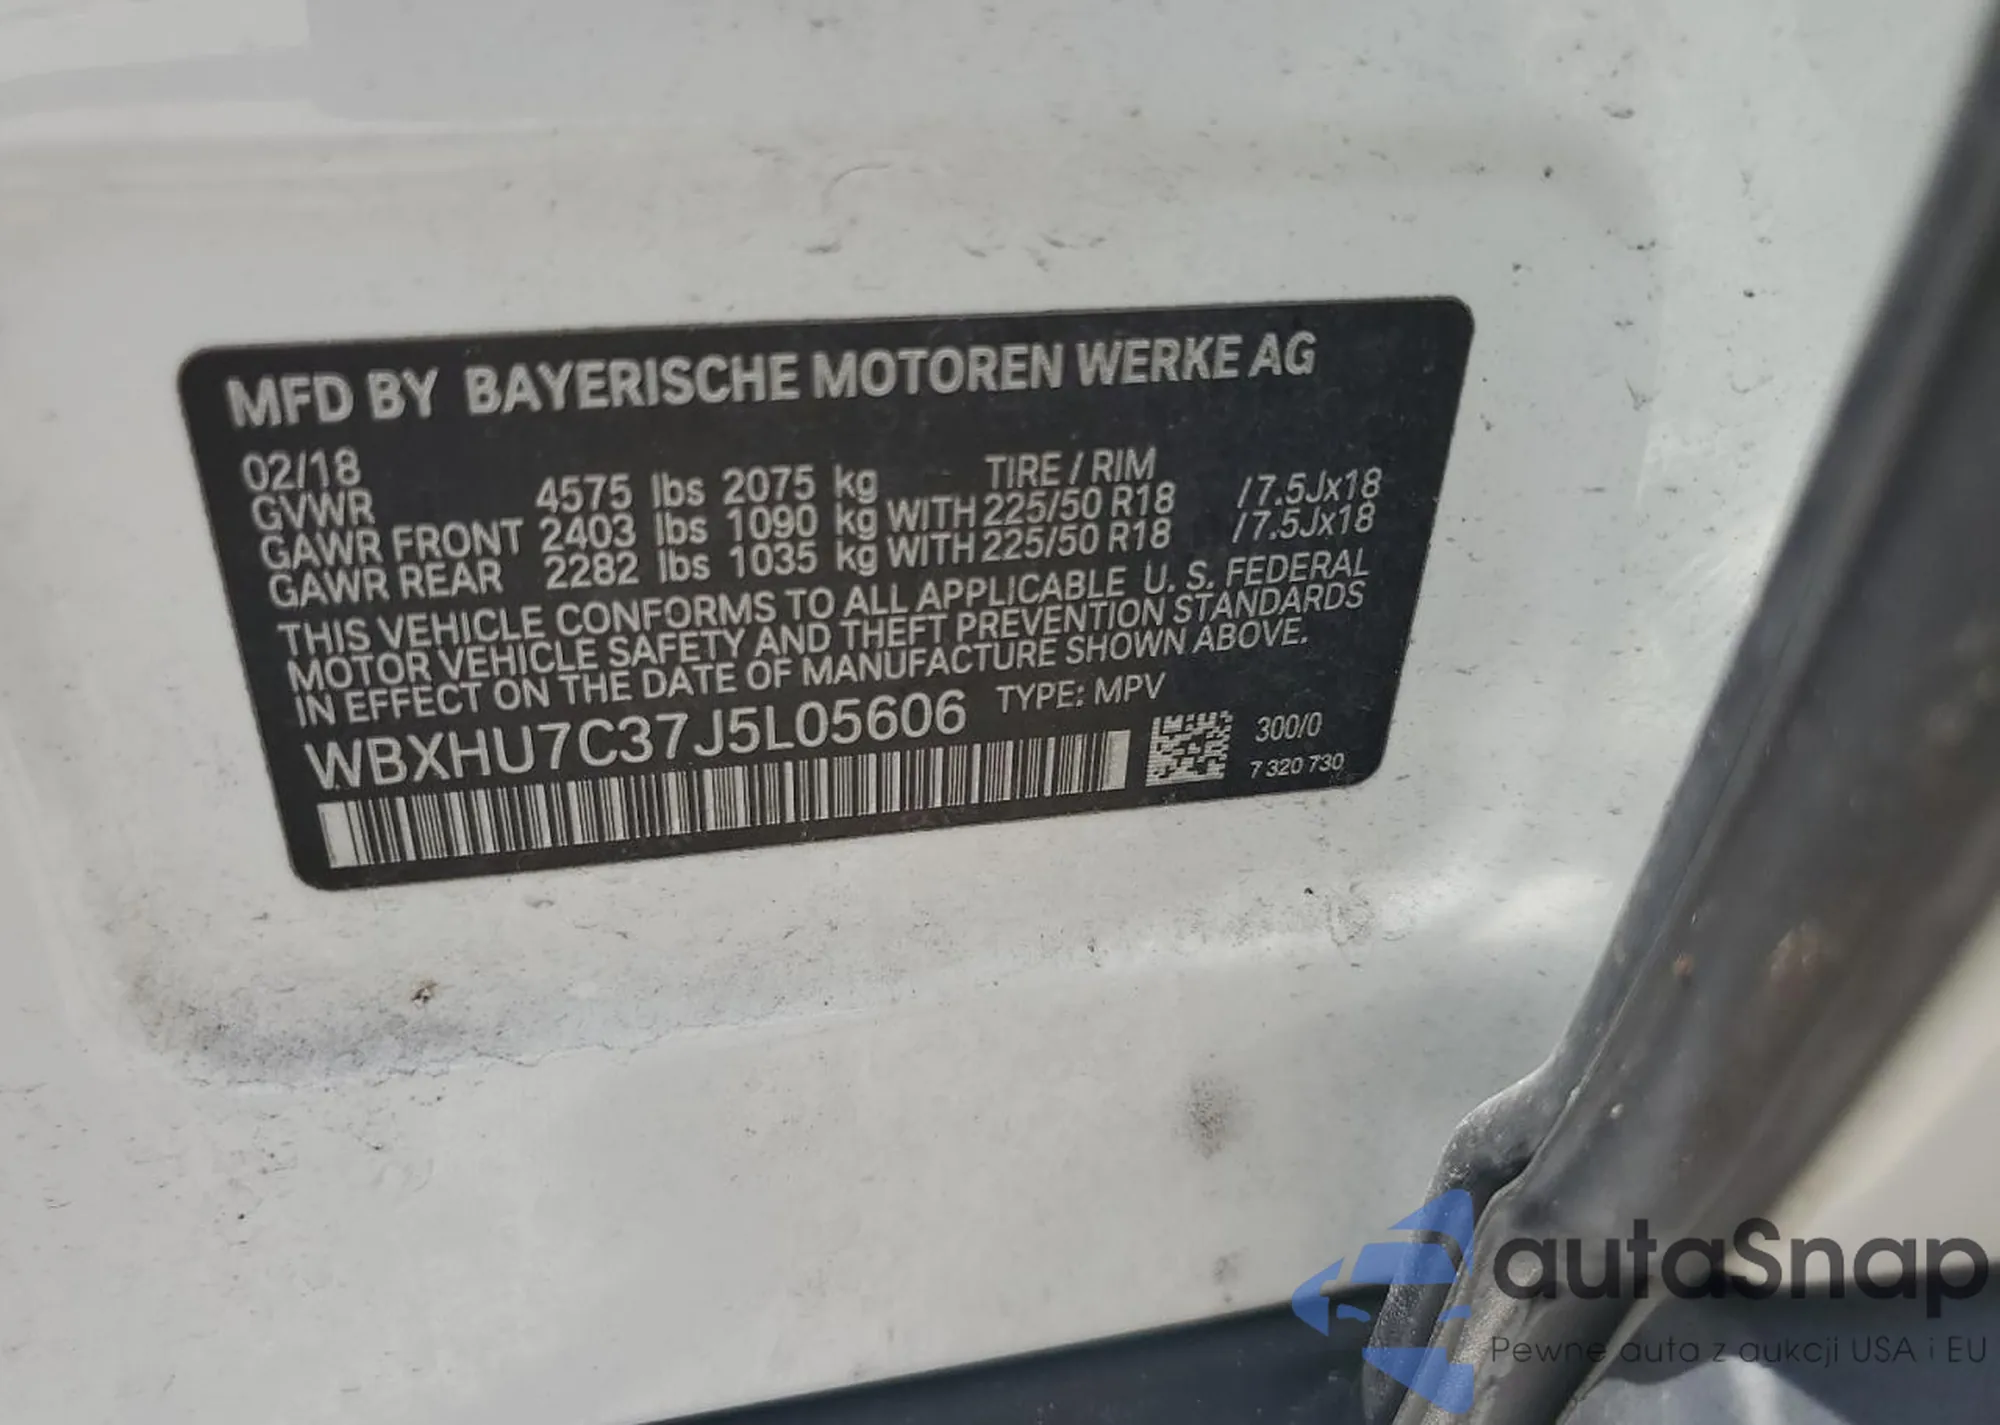 MFD BY BAYERISCHE MOTOREN WERKE AG
02/18 TIRE / RIM
GVWR 4575 lbs 2075 kg
GAWR FRONT 2403 lbs 1090 kg WITH 225/50 R18 /7.5Jx18
GAWR REAR 2282 lbs 1035 kg WITH 225/50 R18 /7.5Jx18
THIS VEHICLE CONFORMS TO ALL APPLICABLE U. S. FEDERAL
MOTOR VEHICLE SAFETY AND THEFT PREVENTION STANDARDS
IN EFFECT ON THE DATE OF MANUFACTURE SHOWN ABOVE.
WBXHU7C37J5L05606 TYPE: MPV
300/0
7 320 730
autaSnap
Pewne auta z aukcji USA i EU